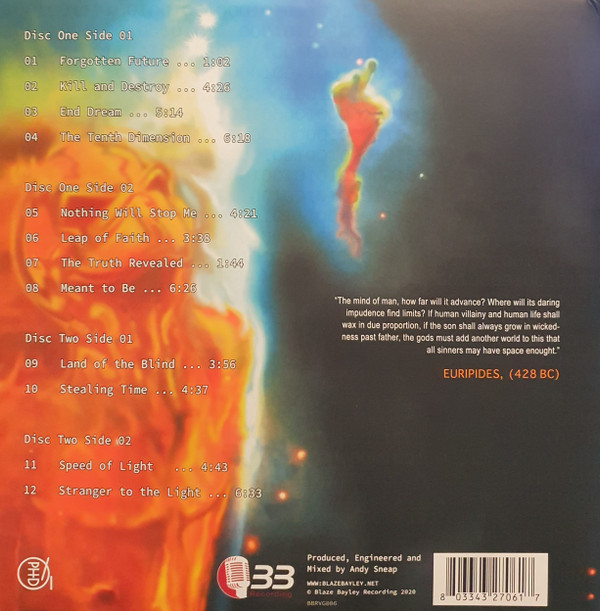 Disc One Side 01
01 Forgotten Future ... 1:02
02 Kill and Destroy ... 4:26
03 End Dream ... 5:14
04 The Tenth Dimension ... 6:18
Disc One Side 02
05 Nothing Will Stop Me ... 4:21
06 Leap of Faith ... 3:38
07 The Truth Revealed ... 1:44
08 Meant to Be ... 6:26
Disc Two Side 01
09 Land of the Blind ... 3:56
10 Stealing Time ... 4:37
Disc Two Side 02
11 Speed of Light ... 4:43
12 Stranger to the Light ... 6:33
"The mind of man, how far will it advance? Where will its daring
impudence find limits? If human villainy and human life shall
wax in due proportion, if the son shall always grow in wicked-
ness past father, the gods must add another world to this that
all sinners may have space enought."
EURIPIDES, (428 BC)
PHD
33
Recording
Produced, Engineered and
Mixed by Andy Sneap
WWW.BLAZEBAYLEY.NET
© Blaze Bayley Recording 2020
BBPVG006
8 03343 27061 7